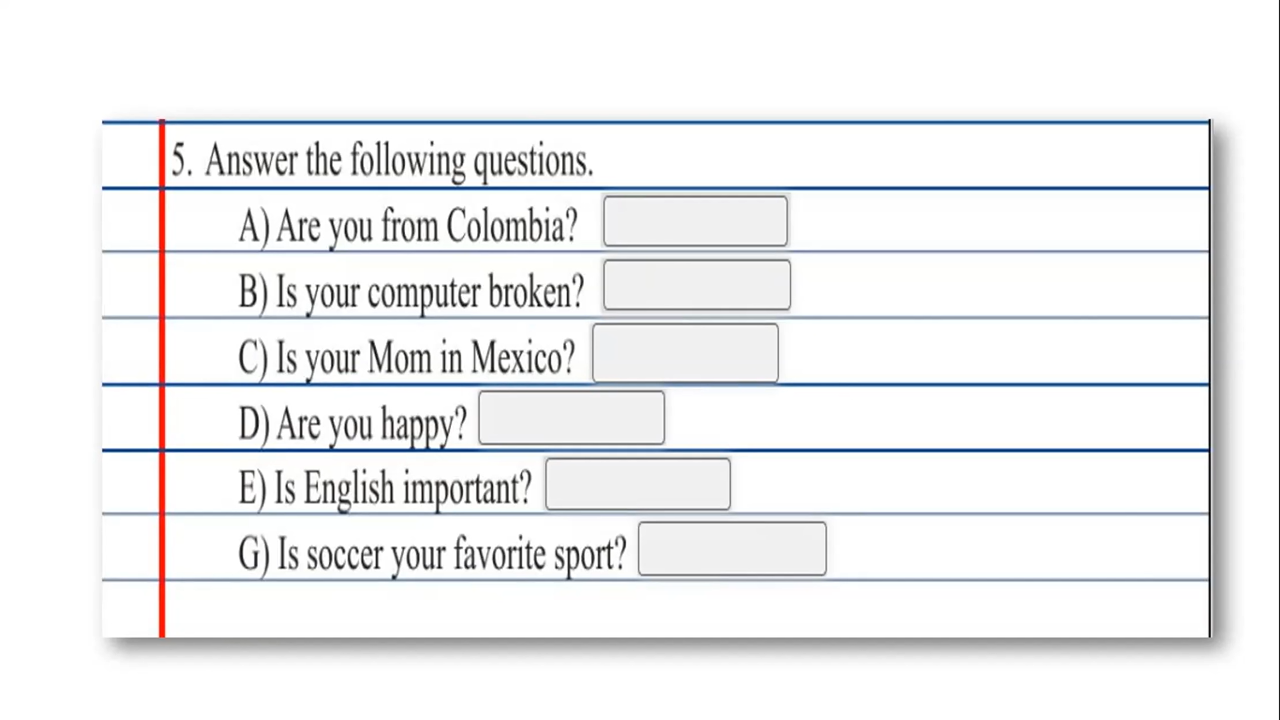 5. Answer the following questions.
A) Are you from Colombia?
B) Is your computer broken?
C) Is your Mom in Mexico?
D) Are you happy?
E) Is English important?
G) Is soccer your favorite sport?